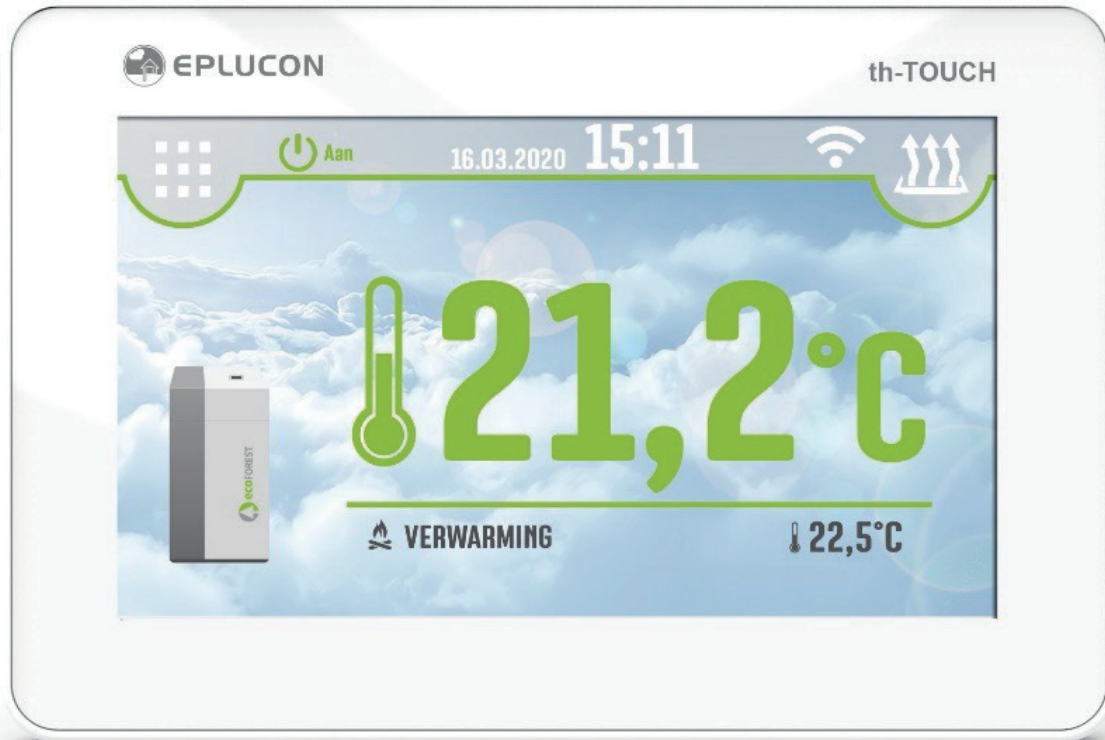 EPLUCON
th-TOUCH
Aan
16.03.2020 15:11
21,2°C
ecoFOREST
VERWARMING
22,5°C